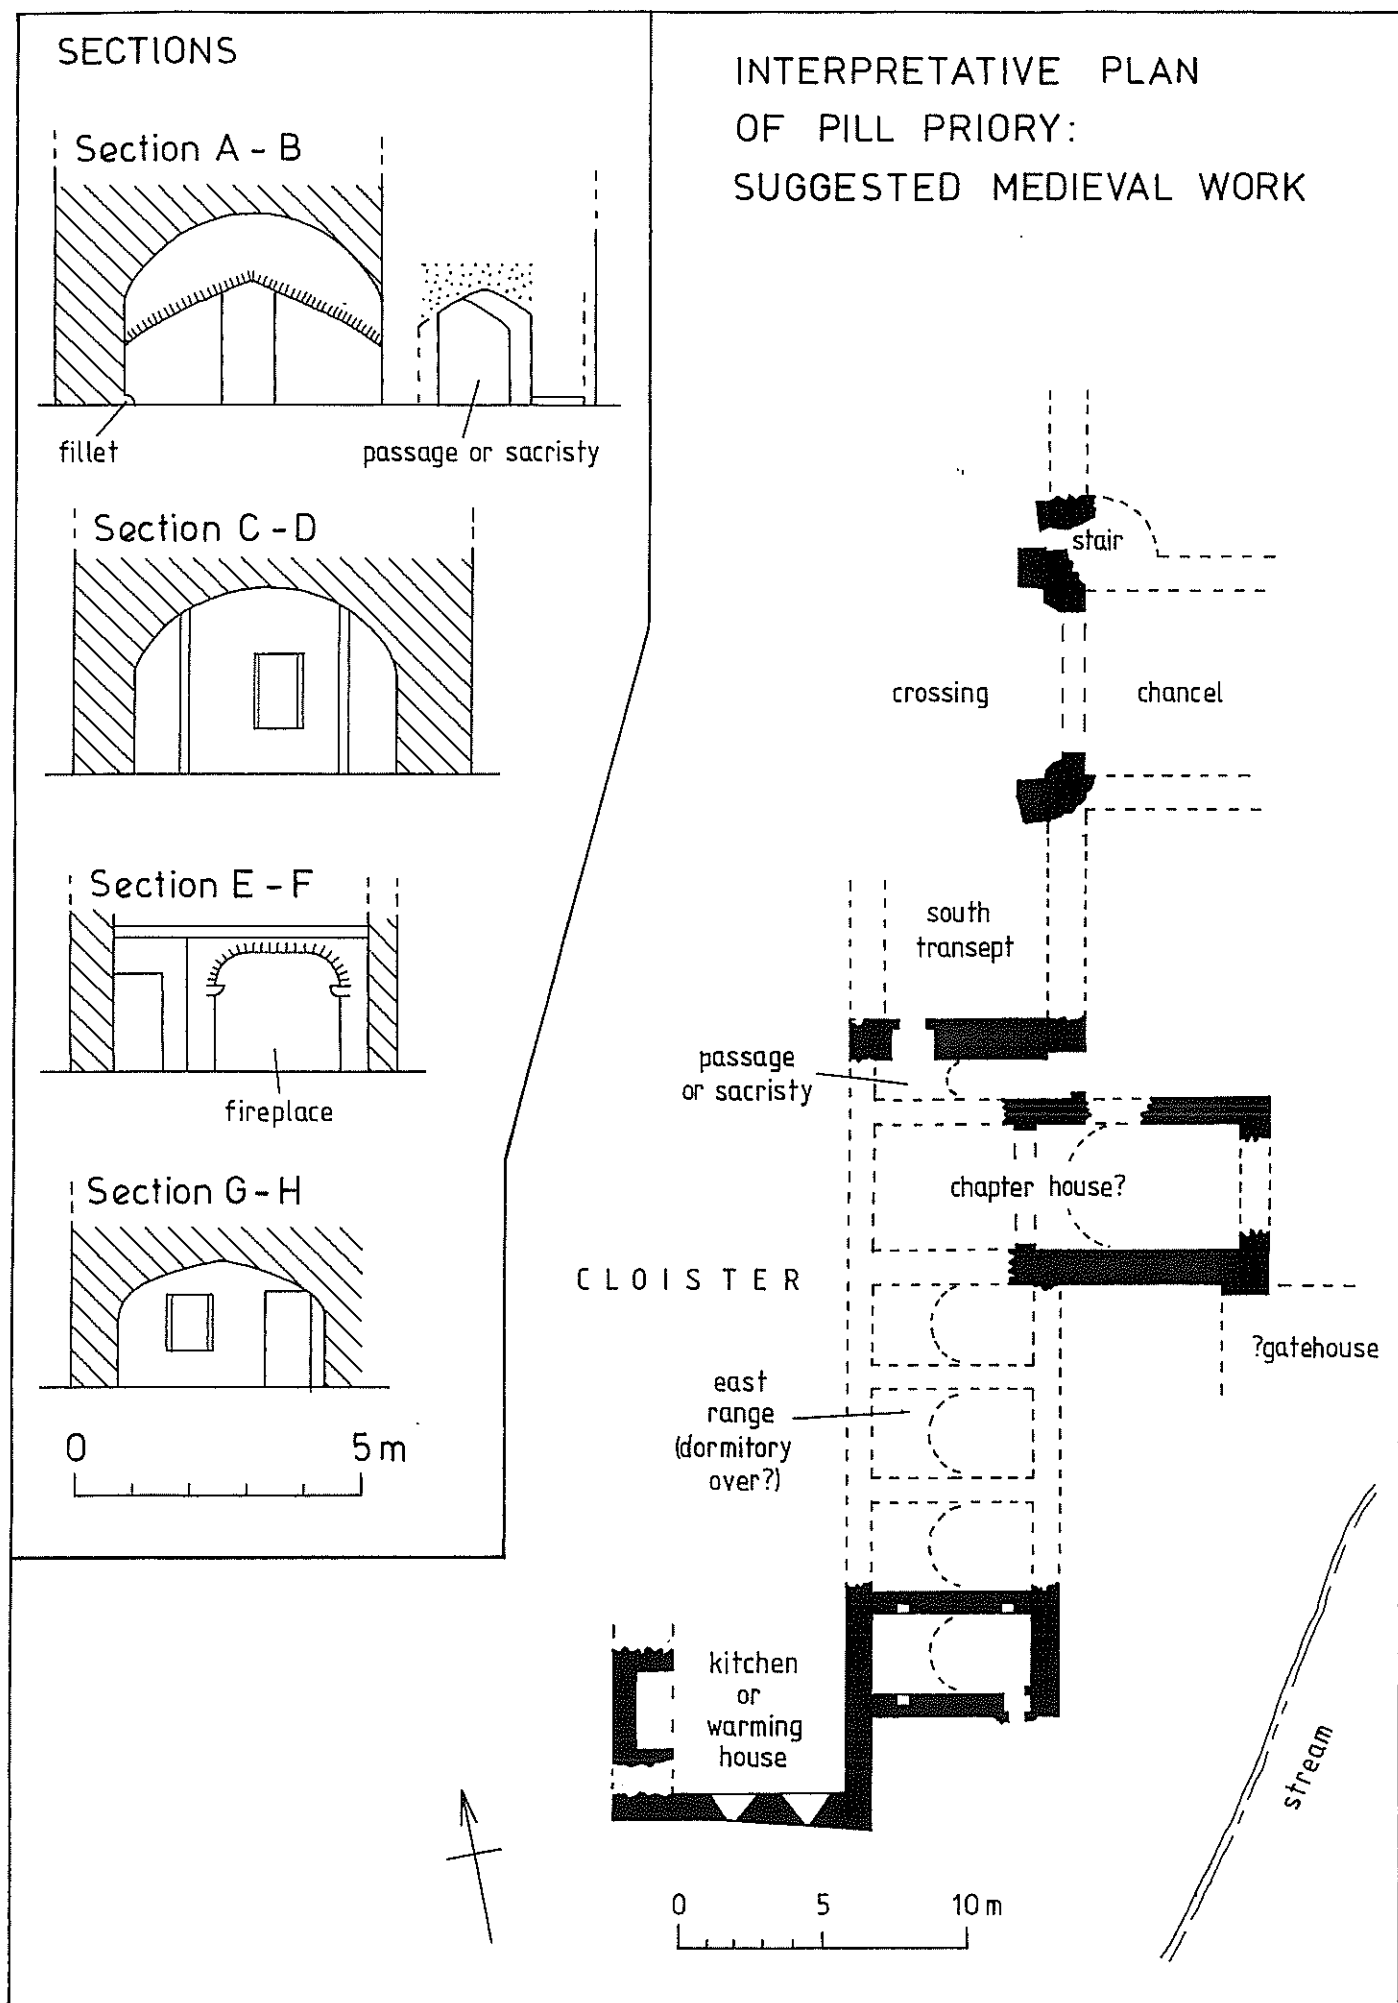 SECTIONS
Section A - B
fillet
passage or sacristy
Section C - D
Section E - F
fireplace
Section G - H
0 5 m
INTERPRETATIVE PLAN
OF PILL PRIORY:
SUGGESTED MEDIEVAL WORK
stair
crossing
chancel
south
transept
passage
or sacristy
chapter house?
CLOISTER
?gatehouse
east
range
(dormitory
over?)
kitchen
or
warming
house
stream
0 5 10 m